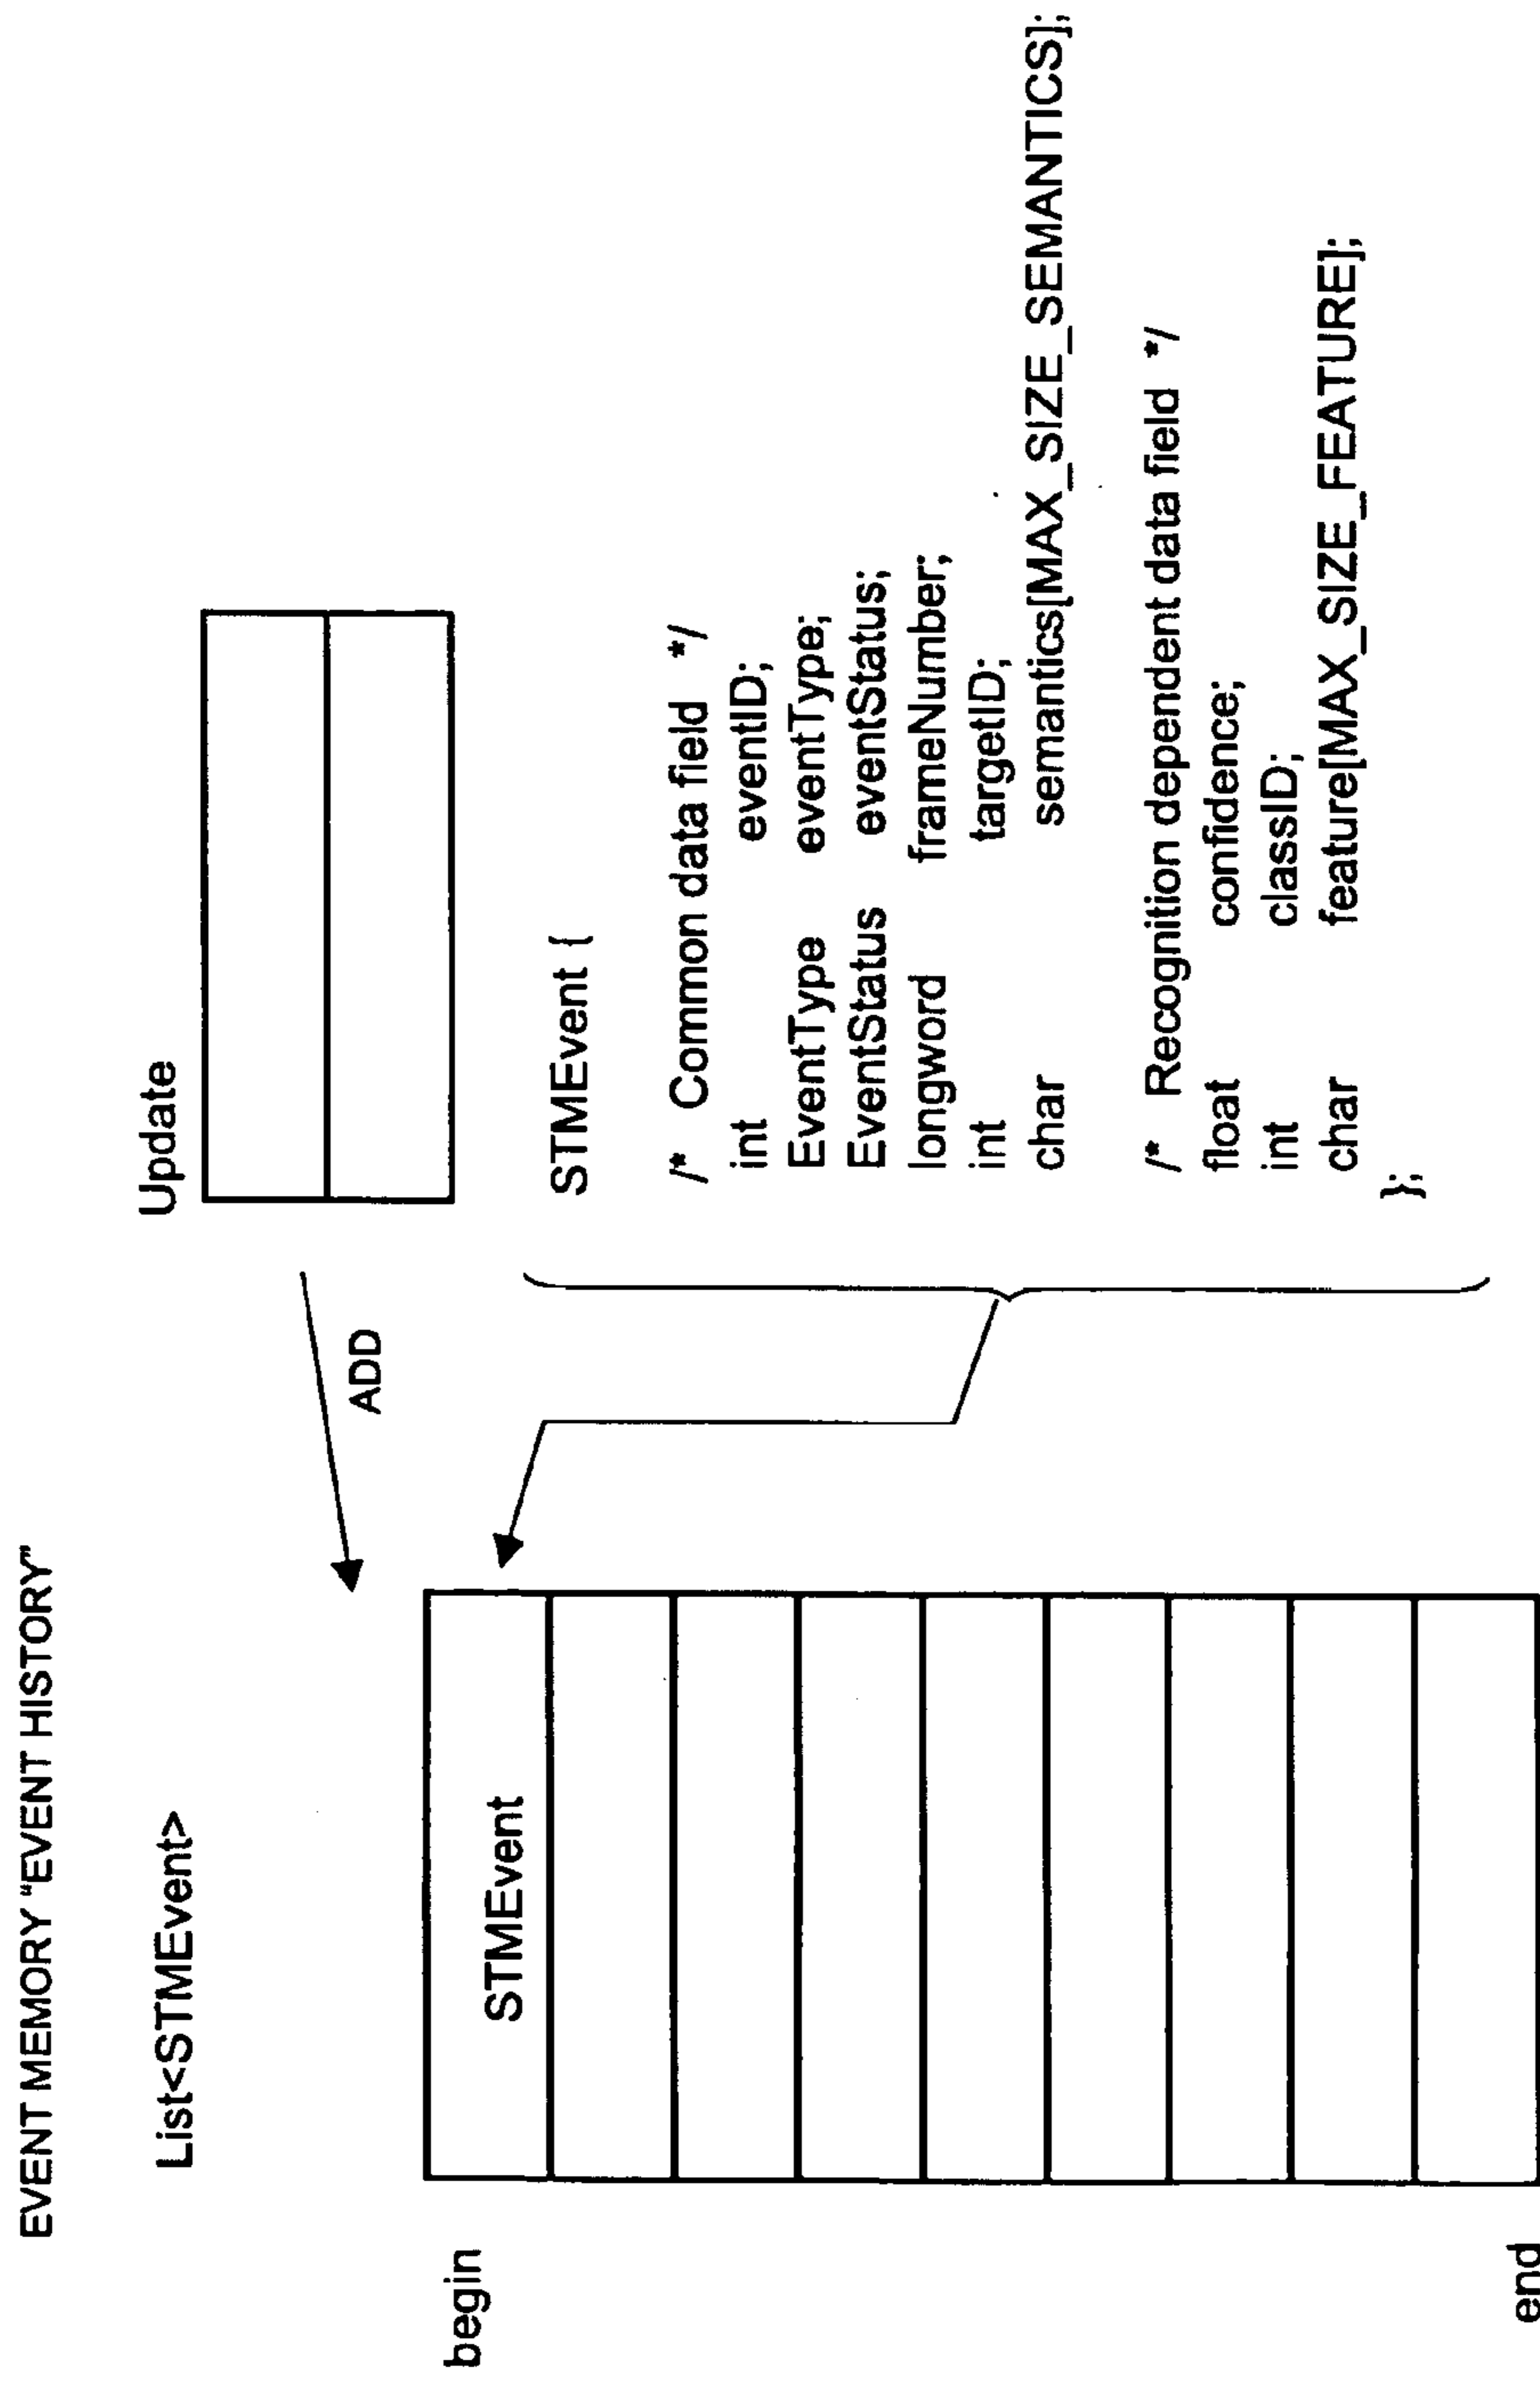 EVENT MEMORY "EVENT HISTORY"
List<STMEvent>
begin
STMEvent
end
ADD
Update
STMEvent {
/* Common data field */
int eventID;
EventType eventType;
EventStatus eventStatus;
longword frameNumber;
int targetID;
char semantics[MAX_SIZE_SEMANTICS];
/* Recognition dependent data field */
float confidence;
int classID;
char feature[MAX_SIZE_FEATURE];
};